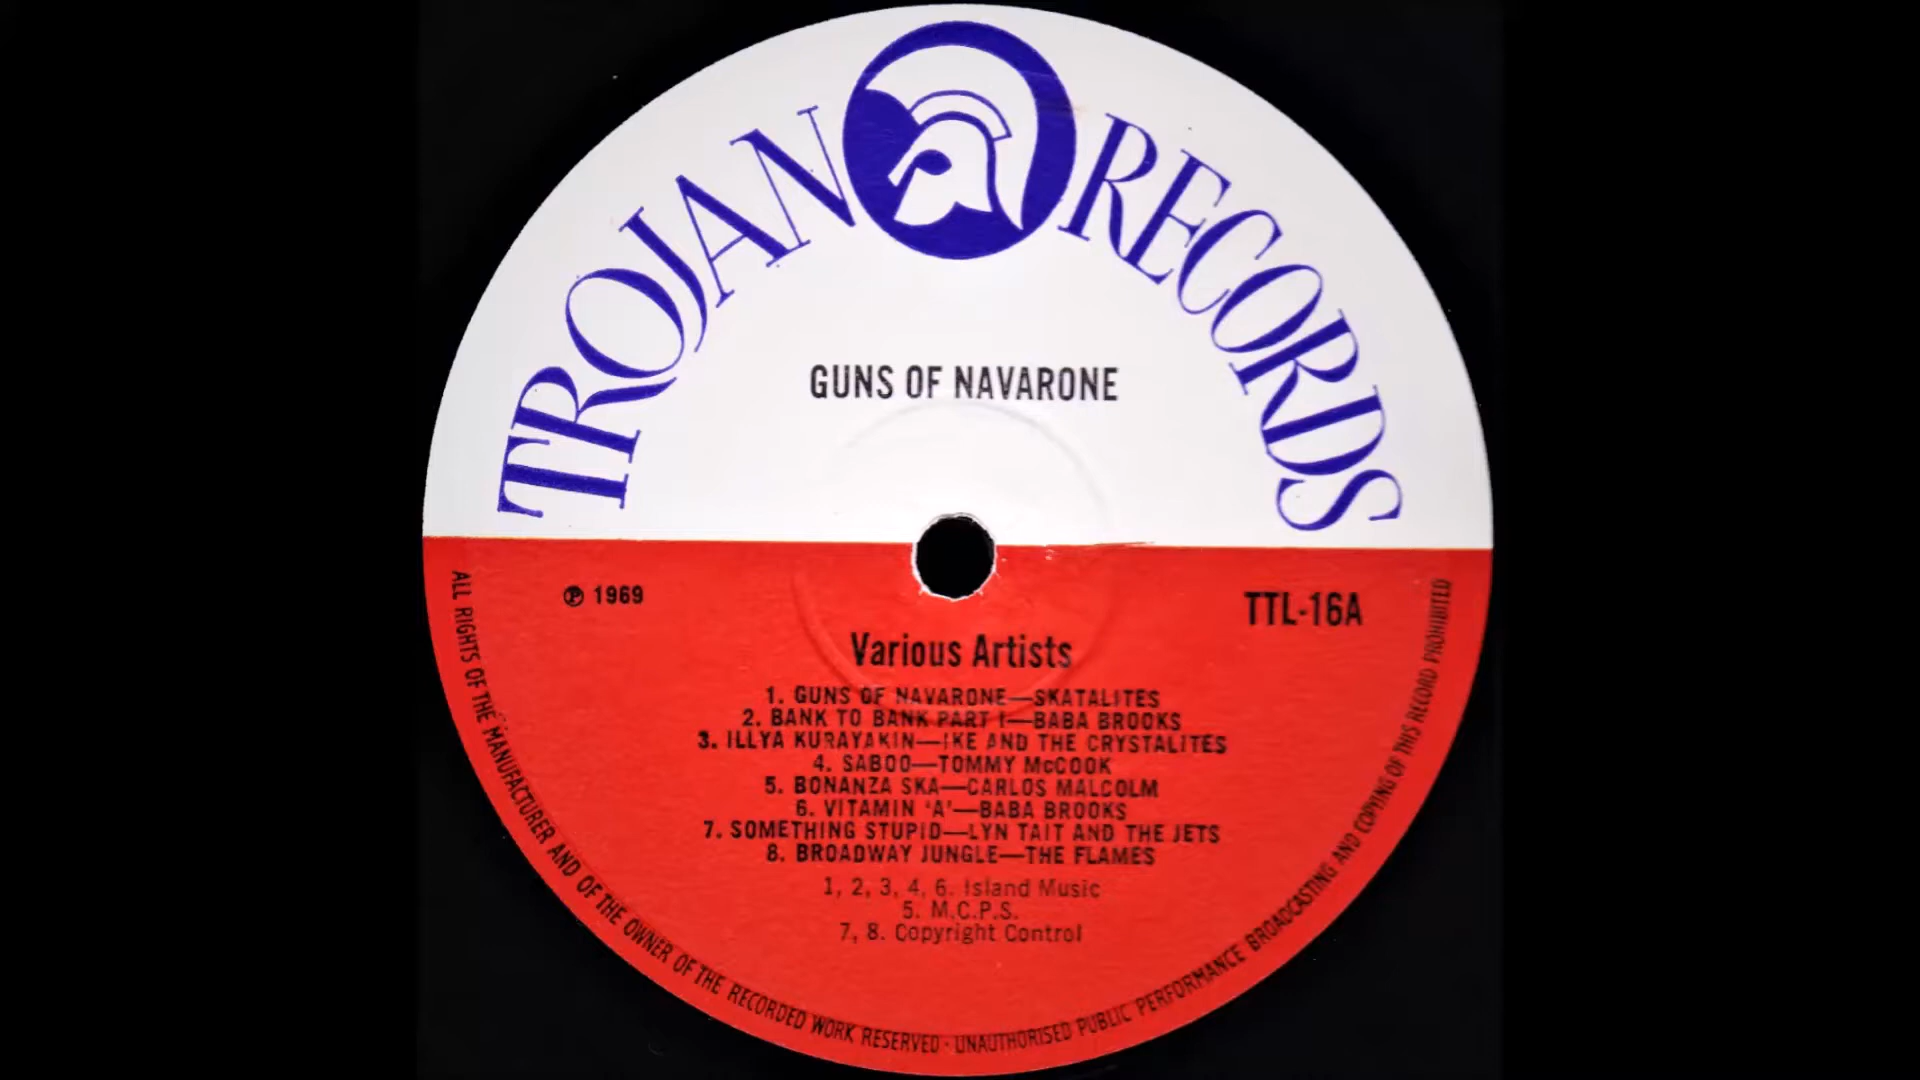 TROJAN RECORDS
GUNS OF NAVARONE
℗ 1969
TTL-16A
Various Artists
1. GUNS OF NAVARONE—SKATALITES
2. BANK TO BANK PART I—BABA BROOKS
3. ILLYA KURAYAKIN—IKE AND THE CRYSTALITES
4. SABOO—TOMMY McCOOK
5. BONANZA SKA—CARLOS MALCOLM
6. VITAMIN 'A'—BABA BROOKS
7. SOMETHING STUPID—LYN TAIT AND THE JETS
8. BROADWAY JUNGLE—THE FLAMES
1, 2, 3, 4, 6. Island Music
5. M.C.P.S.
7, 8. Copyright Control
ALL RIGHTS OF THE MANUFACTURER AND OF THE OWNER OF THE RECORDED WORK RESERVED · UNAUTHORISED PUBLIC PERFORMANCE BROADCASTING AND COPYING OF THIS RECORD PROHIBITED